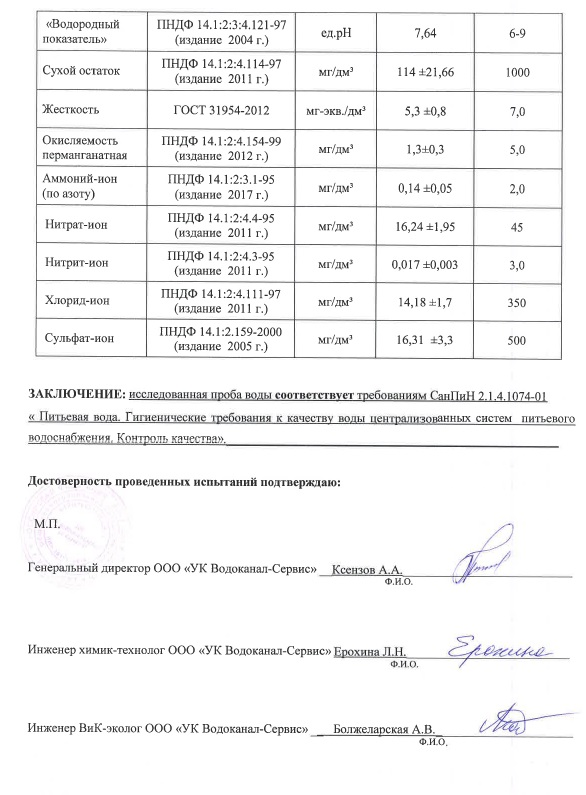 «Водородный показатель» ПНДФ 14.1:2:3:4.121-97 (издание 2004 г.) ед.pH 7,64 6-9
Сухой остаток ПНДФ 14.1:2:4.114-97 (издание 2011 г.) мг/дм³ 114 ±21,66 1000
Жесткость ГОСТ 31954-2012 мг-экв./дм³ 5,3 ±0,8 7,0
Окисляемость перманганатная ПНДФ 14.1:2:4.154-99 (издание 2012 г.) мг/дм³ 1,3±0,3 5,0
Аммоний-ион (по азоту) ПНДФ 14.1:2:3.1-95 (издание 2017 г.) мг/дм³ 0,14 ±0,05 2,0
Нитрат-ион ПНДФ 14.1:2:4.4-95 (издание 2011 г.) мг/дм³ 16,24 ±1,95 45
Нитрит-ион ПНДФ 14.1:2:4.3-95 (издание 2011 г.) мг/дм³ 0,017 ±0,003 3,0
Хлорид-ион ПНДФ 14.1:2:4.111-97 (издание 2011 г.) мг/дм³ 14,18 ±1,7 350
Сульфат-ион ПНДФ 14.1:2.159-2000 (издание 2005 г.) мг/дм³ 16,31 ±3,3 500
ЗАКЛЮЧЕНИЕ: исследованная проба воды соответствует требованиям СанПиН 2.1.4.1074-01
« Питьевая вода. Гигиенические требования к качеству воды централизованных систем питьевого
водоснабжения. Контроль качества».
Достоверность проведенных испытаний подтверждаю:
М.П.
Генеральный директор ООО «УК Водоканал-Сервис» Ксензов А.А.
Ф.И.О.
Инженер химик-технолог ООО «УК Водоканал-Сервис» Ерохина Л.Н. Ерохина
Ф.И.О.
Инженер ВиК-эколог ООО «УК Водоканал-Сервис» Болжеларская А.В.
Ф.И.О.